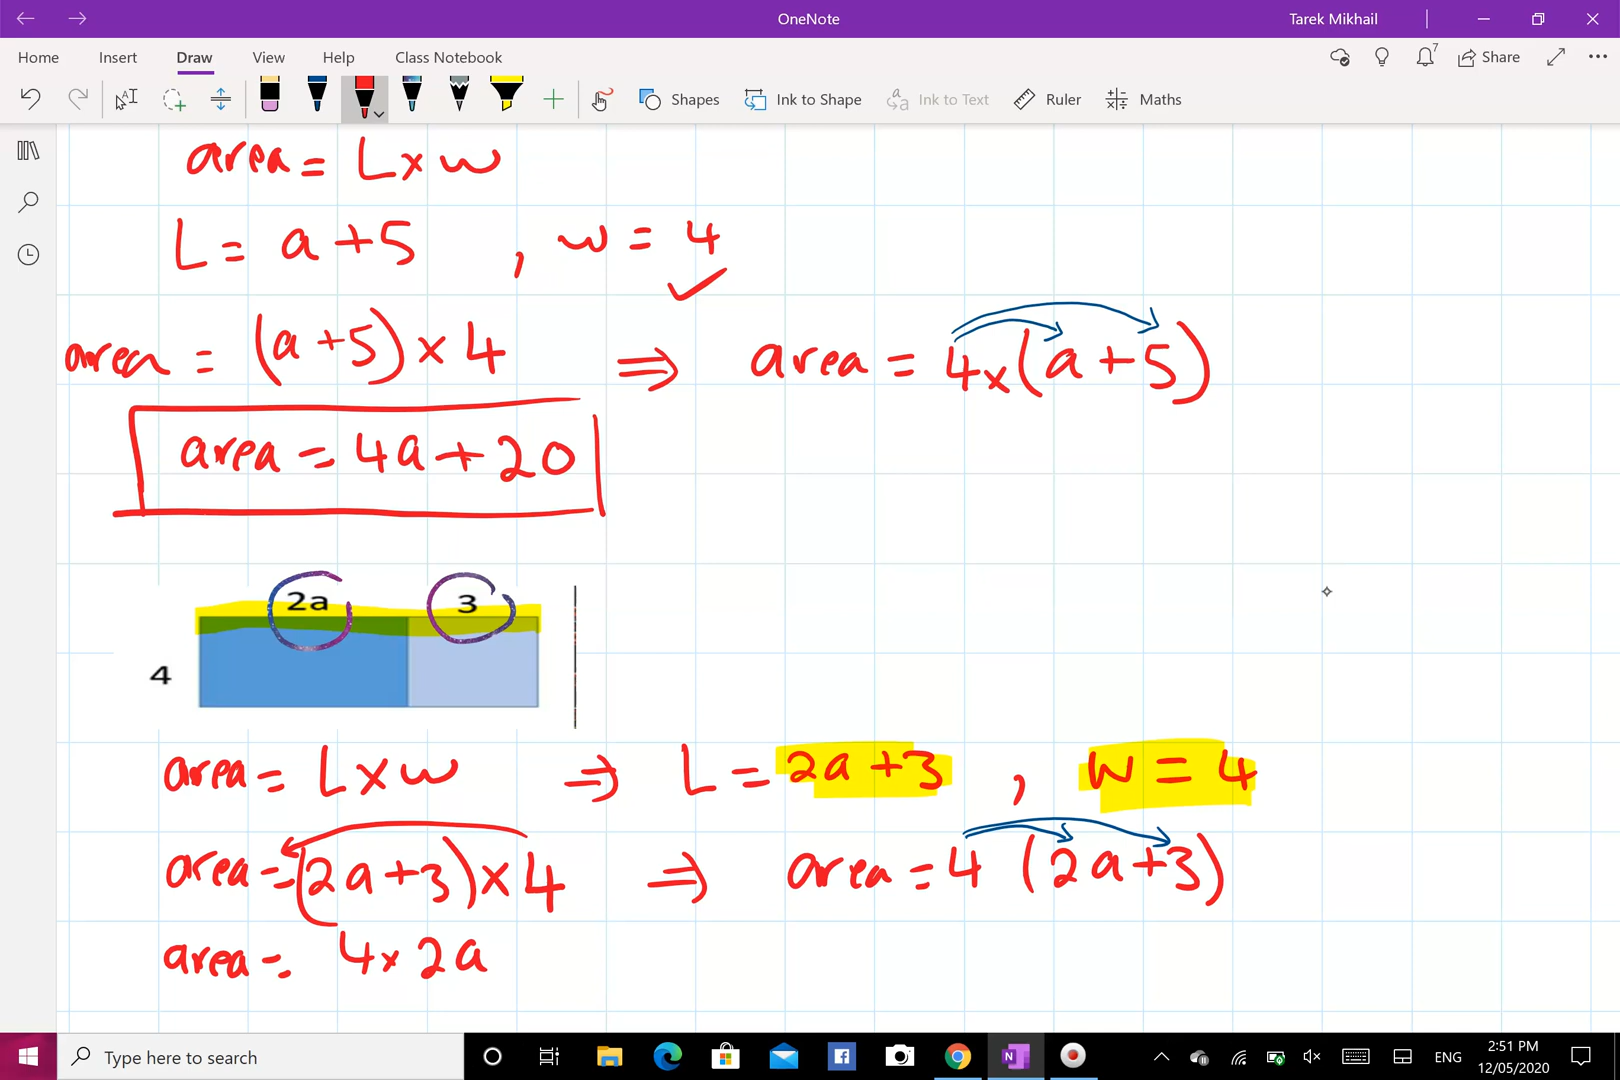 OneNote
Tarek Mikhail
Home Insert Draw View Help Class Notebook
7 Share
Shapes Ink to Shape Ink to Text Ruler Maths
area = L x w
L = a + 5 , w = 4
area = (a + 5) x 4 ⇒ area = 4 x (a + 5)
area = 4a + 20
2a 3
4
area = L x w ⇒ L = 2a + 3 , w = 4
area = (2a + 3) x 4 ⇒ area = 4 (2a + 3)
area = 4 x 2a
Type here to search
ENG
2:51 PM
12/05/2020